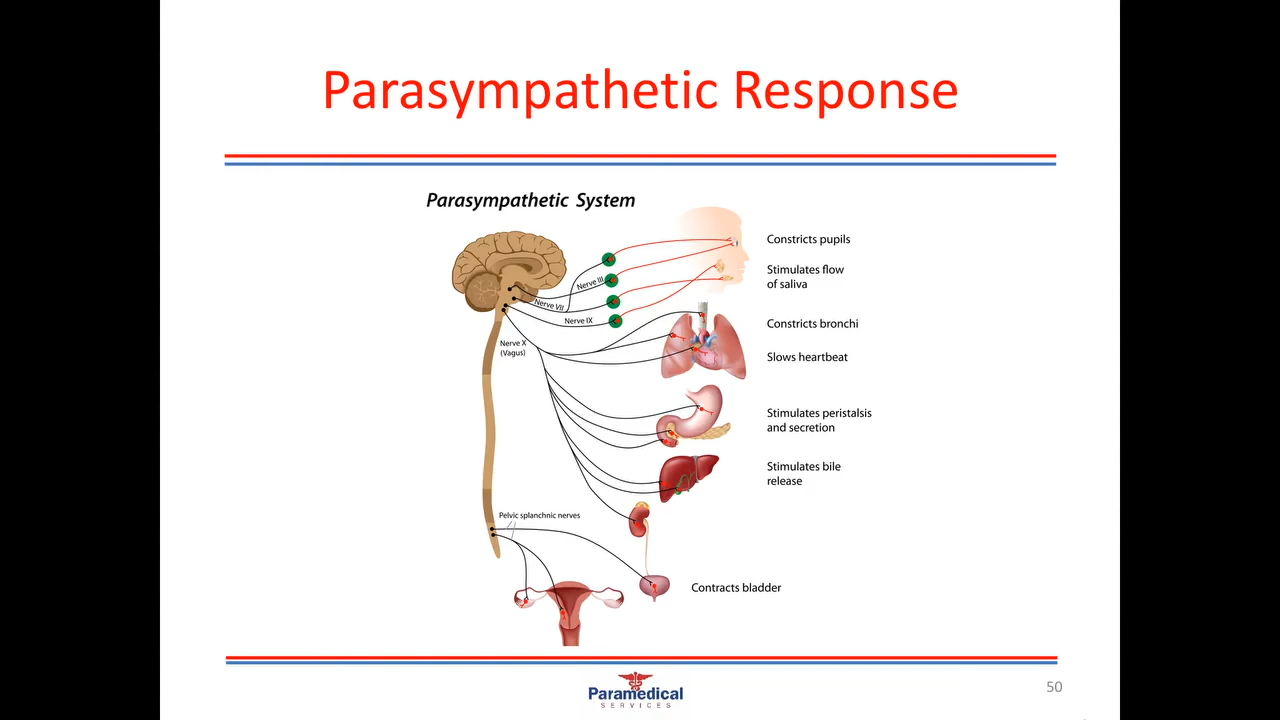 Parasympathetic Response
Parasympathetic System
Constricts pupils
Stimulates flow
of saliva
Nerve III
Nerve VII
Nerve IX
Constricts bronchi
Nerve X
(Vagus)
Slows heartbeat
Stimulates peristalsis
and secretion
Stimulates bile
release
Pelvic splanchnic nerves
Contracts bladder
Paramedical
SERVICES
50